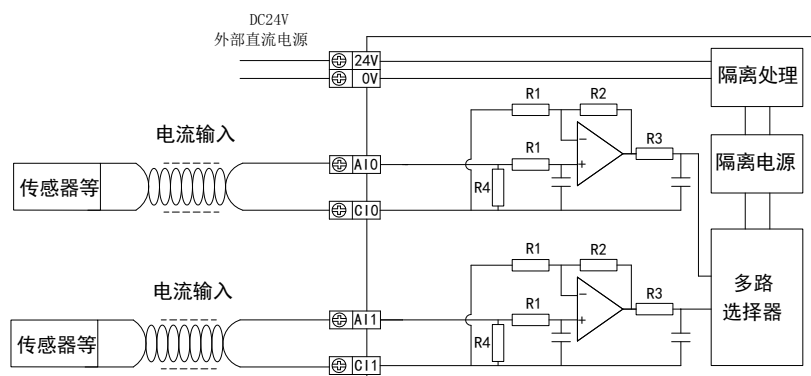 DC24V
外部直流电源
24V
0V
隔离处理
R1
R2
电流输入
R3
R1
AI0
隔离电源
传感器等
R4
CI0
R1
R2
多路
选择器
电流输入
R3
R1
AI1
传感器等
R4
CI1